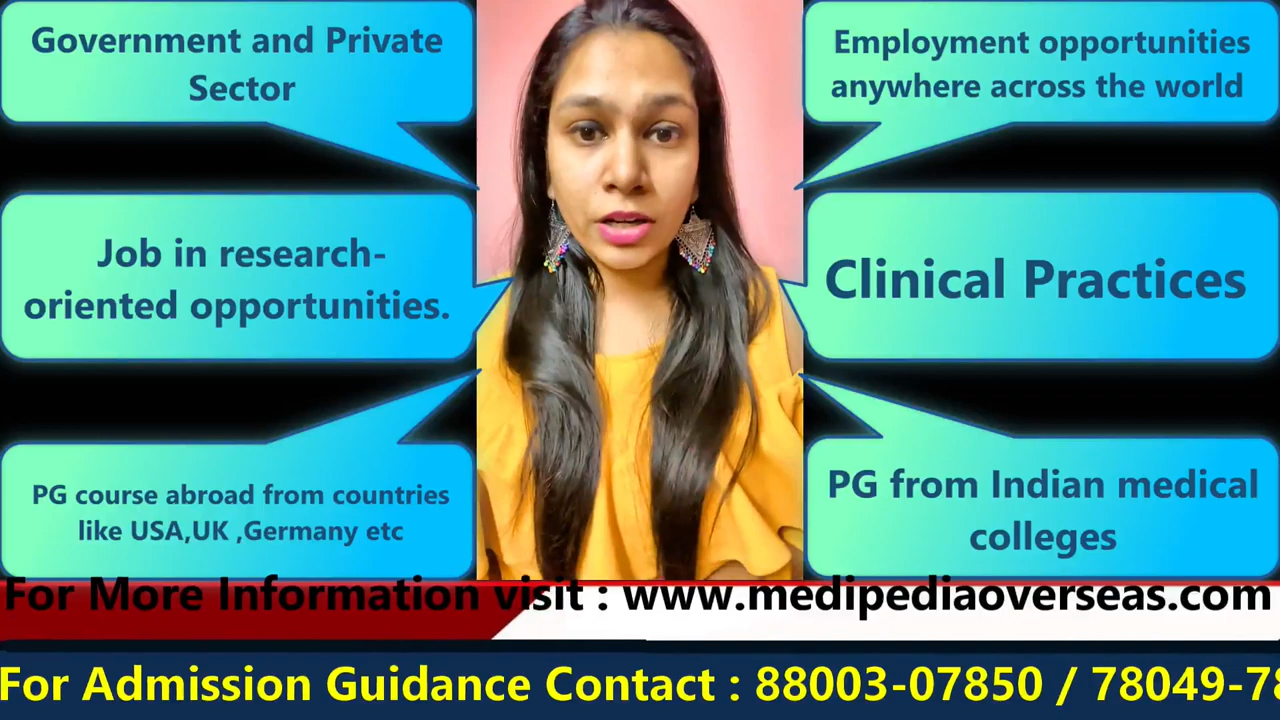 Government and Private
Sector
Employment opportunities
anywhere across the world
Job in research-
oriented opportunities.
Clinical Practices
PG course abroad from countries
like USA,UK ,Germany etc
PG from Indian medical
colleges
For More Information visit : www.medipediaoverseas.com
For Admission Guidance Contact : 88003-07850 / 78049-78